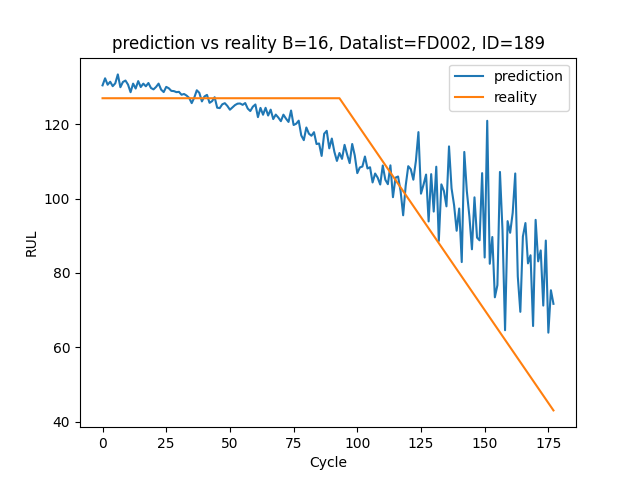 prediction vs reality B=16, Datalist=FD002, ID=189
prediction
reality
120
100
80
60
40
RUL
0 25 50 75 100 125 150 175
Cycle